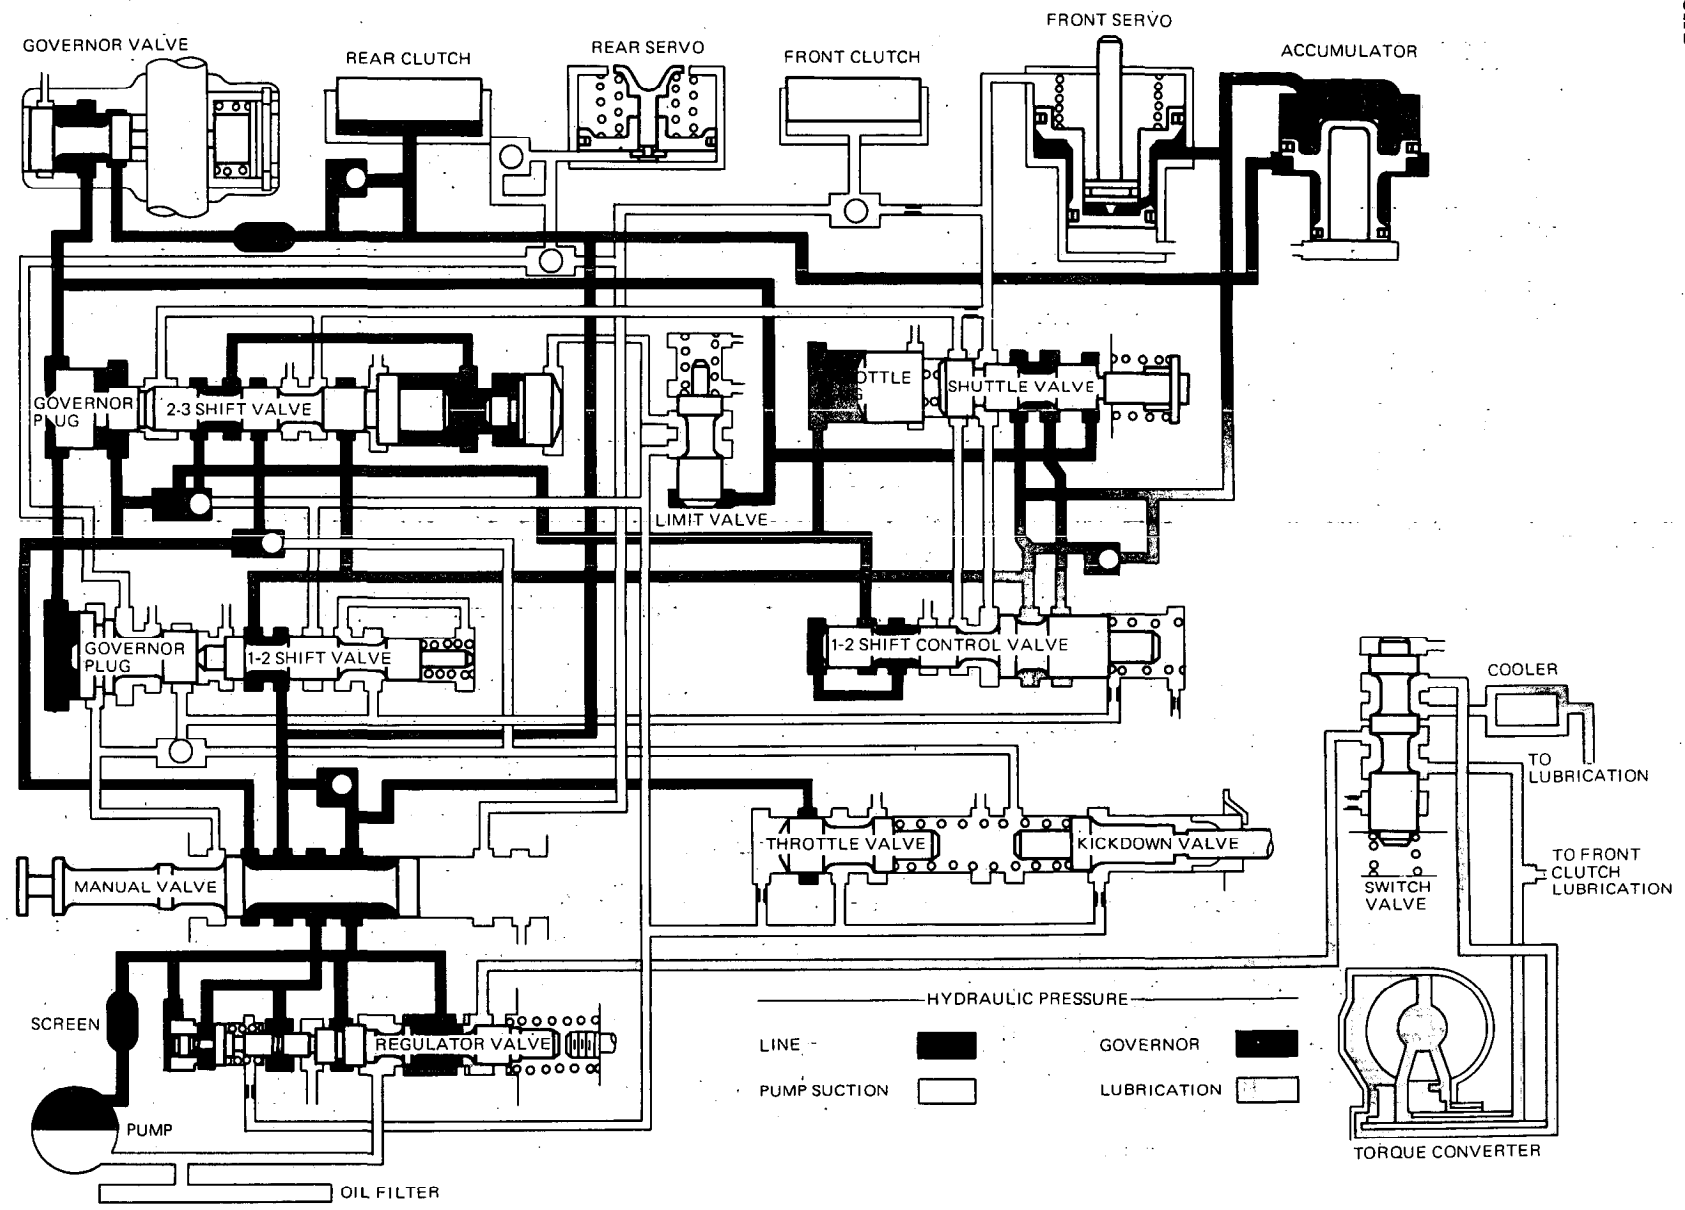 FRONT SERVO
GOVERNOR VALVE
REAR CLUTCH
REAR SERVO
FRONT CLUTCH
ACCUMULATOR
GOVERNOR
PLUG
2-3 SHIFT VALVE
OTTLE
SHUTTLE VALVE
LIMIT VALVE
GOVERNOR
PLUG
1-2 SHIFT VALVE
1-2 SHIFT CONTROL VALVE
COOLER
TO
LUBRICATION
THROTTLE VALVE
KICKDOWN VALVE
MANUAL VALVE
SWITCH
VALVE
TO FRONT
CLUTCH
LUBRICATION
HYDRAULIC PRESSURE
SCREEN
REGULATOR VALVE
LINE
GOVERNOR
PUMP SUCTION
LUBRICATION
PUMP
TORQUE CONVERTER
OIL FILTER